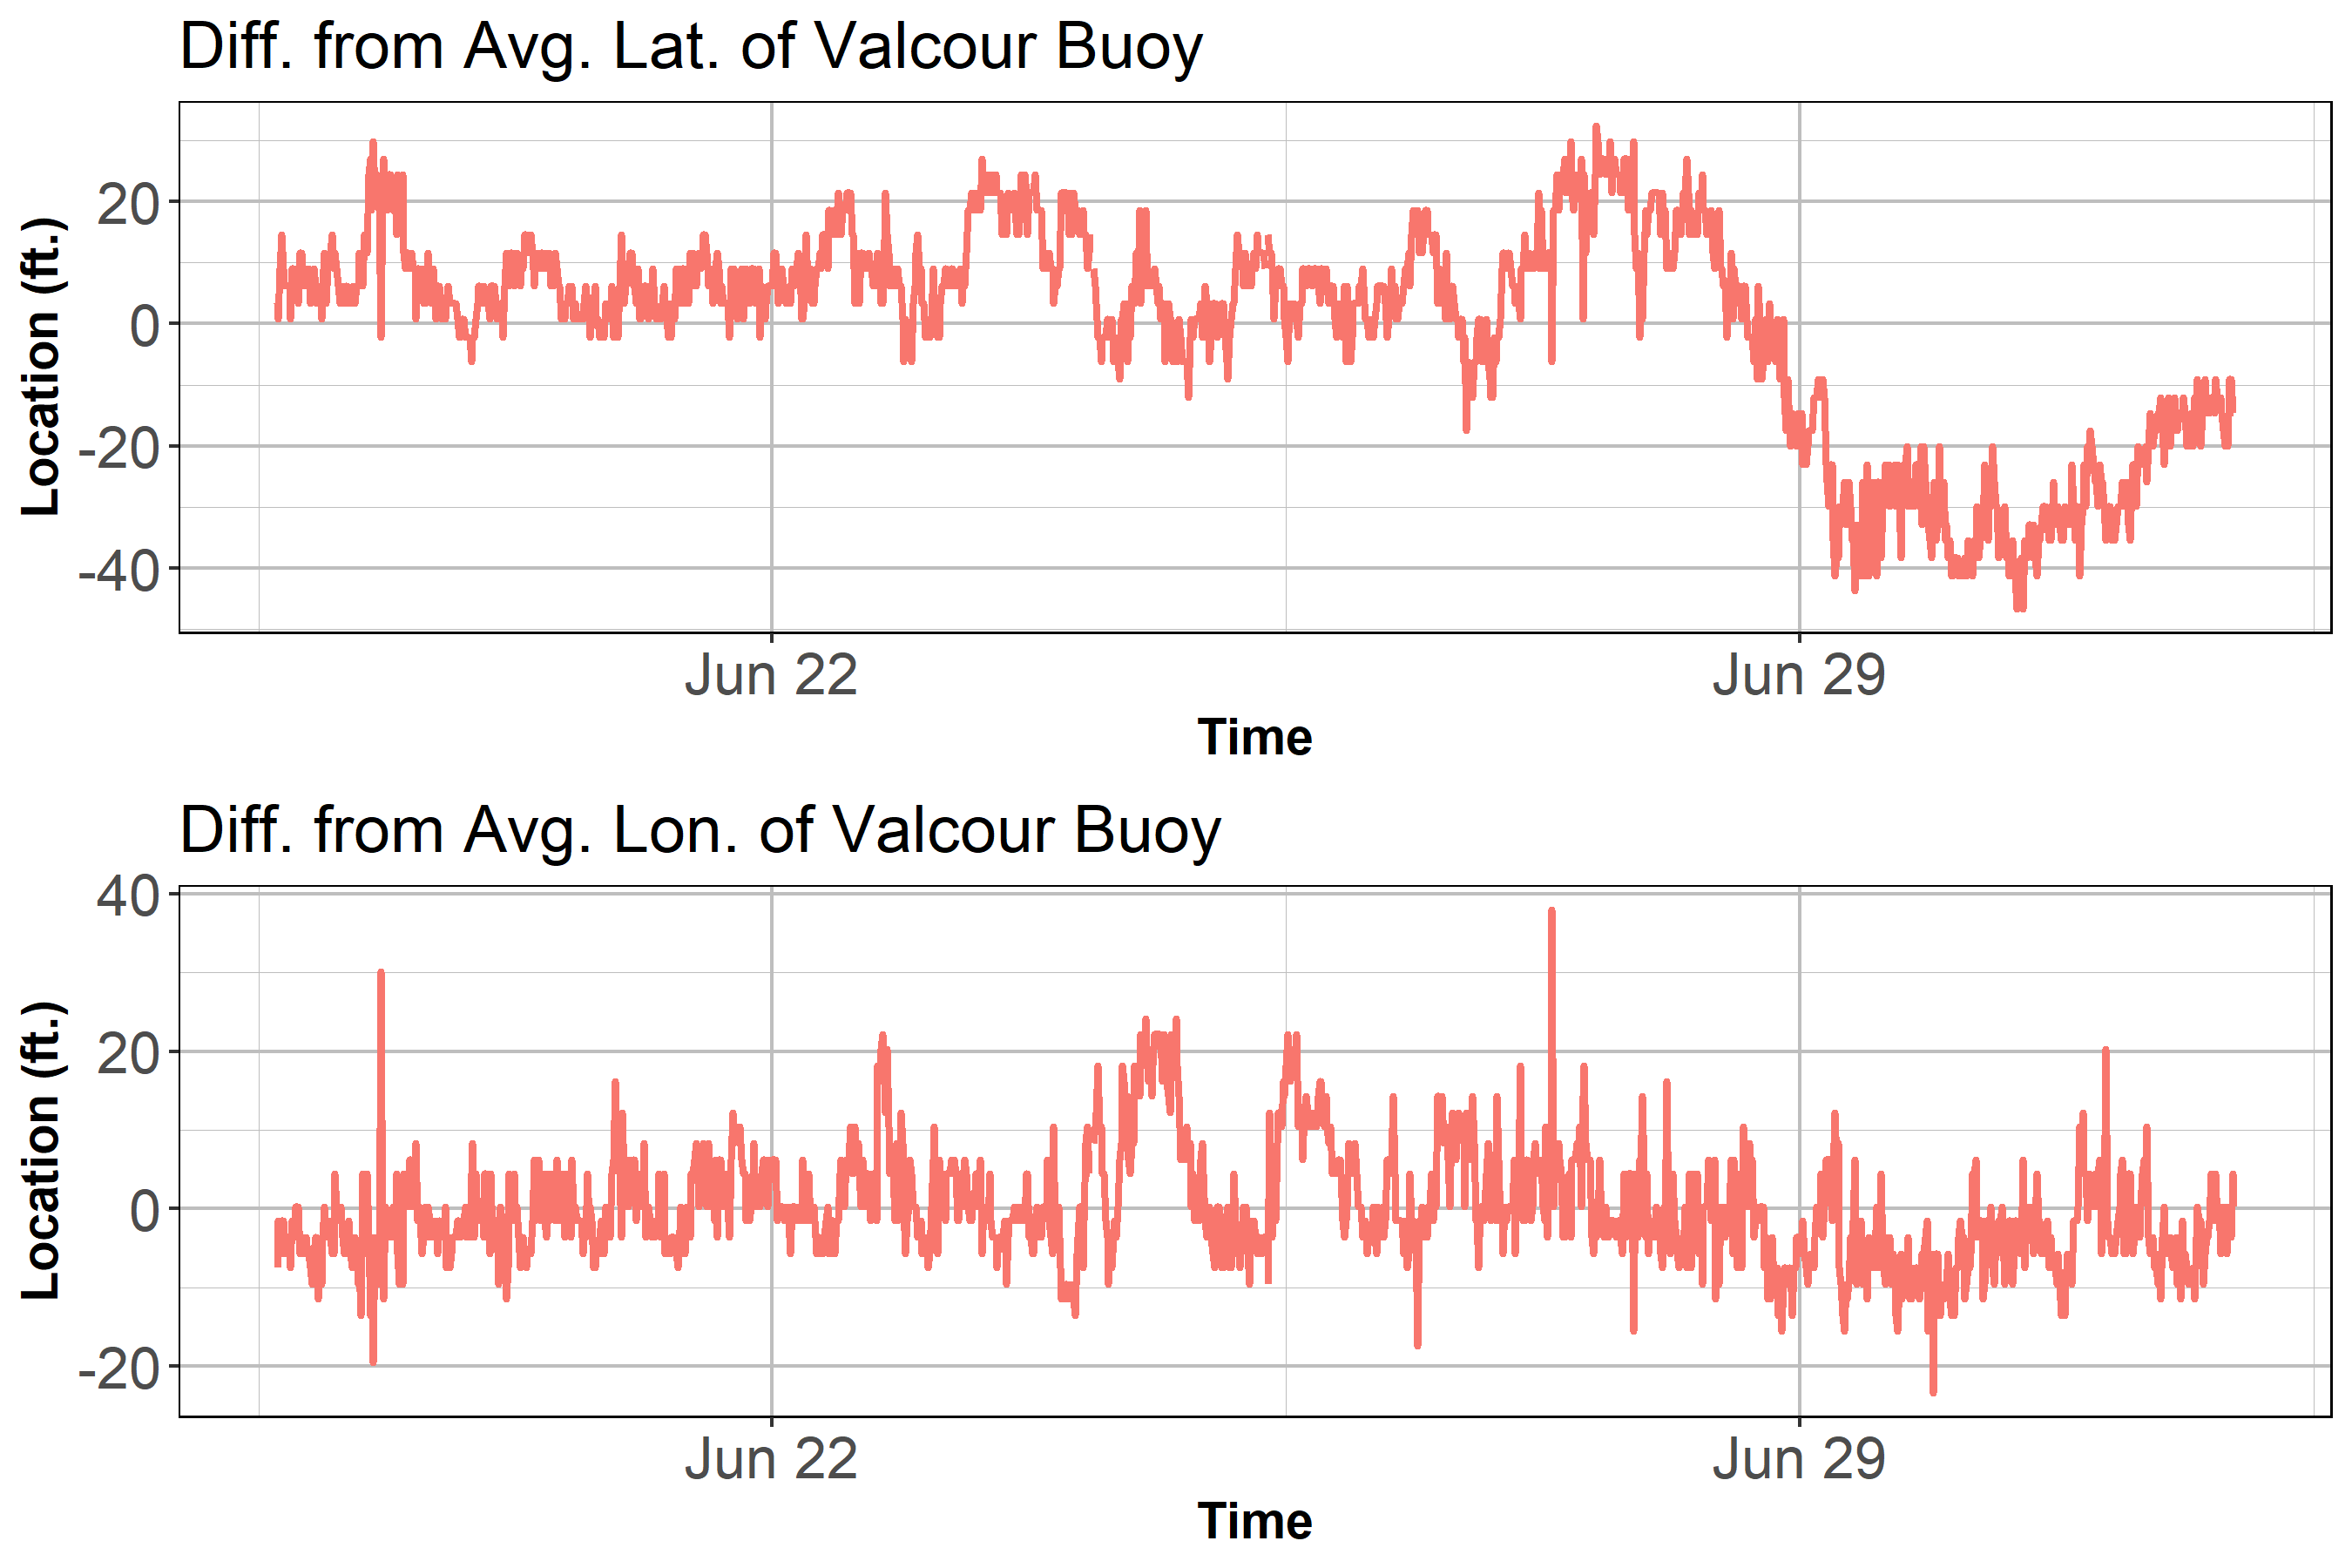 Diff. from Avg. Lat. of Valcour Buoy
Location (ft.)
20
0
-20
-40
Jun 22
Jun 29
Time
Diff. from Avg. Lon. of Valcour Buoy
Location (ft.)
40
20
0
-20
Jun 22
Jun 29
Time